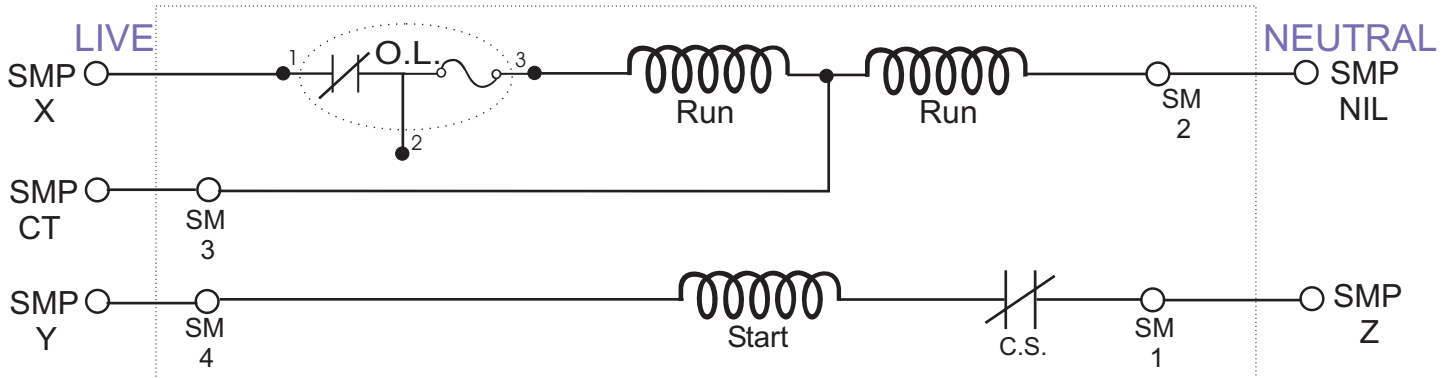 LIVE
NEUTRAL
1
O.L.
3
SMP
X
2
Run
Run
SM
2
SMP
NIL
SMP
CT
SM
3
SMP
Y
SM
4
Start
C.S.
SM
1
SMP
Z